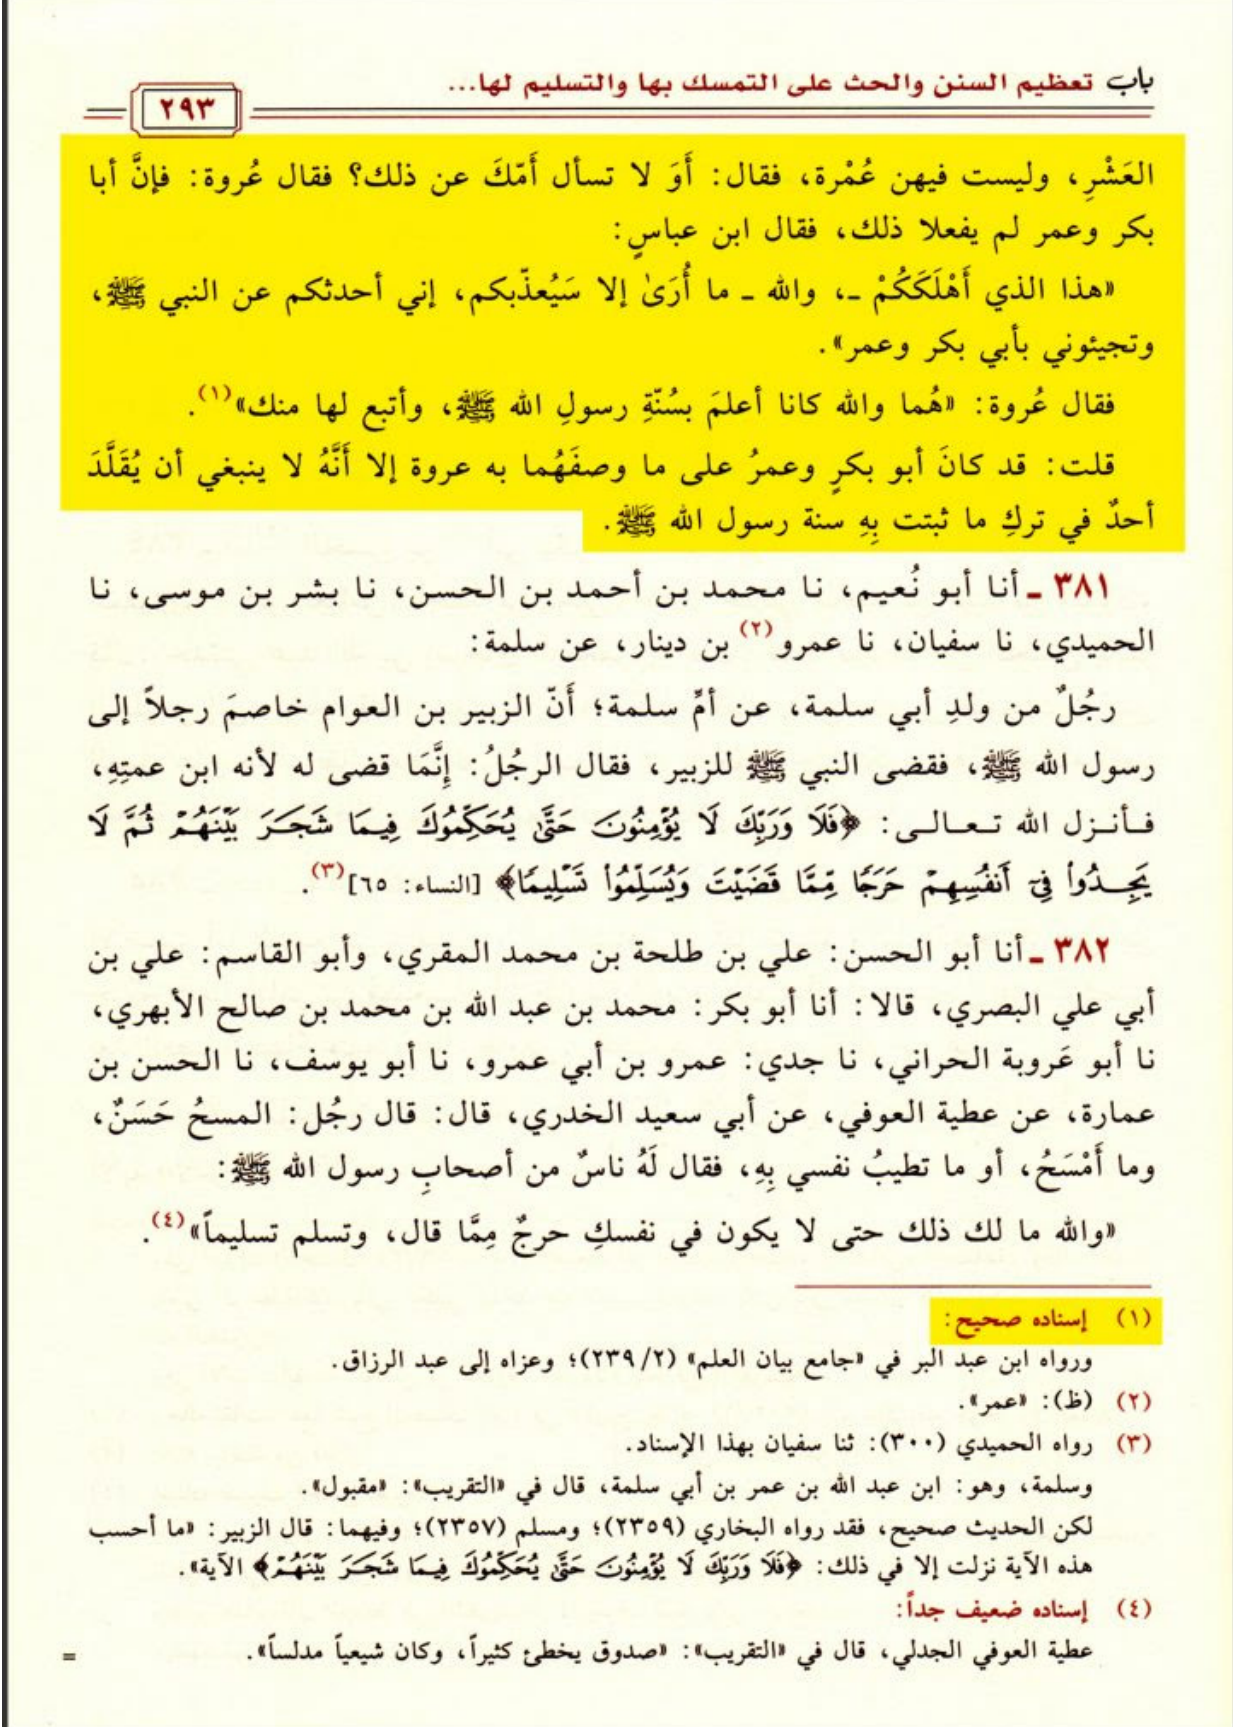 باب تعظيم السنن والحث على التمسك بها والتسليم لها...
٢٩٣
العَشْرِ، وليست فيهن عُمْرة، فقال: أَوَ لا تسأل أَمّكَ عن ذلك؟ فقال عُروة: فإنَّ أبا
بكر وعمر لم يفعلا ذلك، فقال ابن عباسٍ:
«هذا الذي أَهْلَكَكُمْ ـ، والله ـ ما أُرَىٰ إلا سَيُعذّبكم، إني أحدثكم عن النبي ﷺ،
وتجيئوني بأبي بكر وعمر».
فقال عُروة: «هُما والله كانا أعلمَ بسُنّةِ رسولِ الله ﷺ، وأتبع لها منك»(١).
قلت: قد كانَ أبو بكرٍ وعمرُ على ما وصفَهُما به عروة إلا أَنَّهُ لا ينبغي أن يُقَلَّدَ
أحدٌ في تركِ ما ثبتت بِهِ سنة رسول الله ﷺ.
٣٨١ ـ أنا أبو نُعيم، نا محمد بن أحمد بن الحسن، نا بشر بن موسى، نا
الحميدي، نا سفيان، نا عمرو(٢) بن دينار، عن سلمة:
رجُلٌ من ولدِ أبي سلمة، عن أمِّ سلمة؛ أَنّ الزبير بن العوام خاصمَ رجلاً إلى
رسول الله ﷺ، فقضى النبي ﷺ للزبير، فقال الرجُلُ: إنَّمَا قضى له لأنه ابن عمتِهِ،
فأنزل الله تعالى: ﴿فَلَا وَرَبِّكَ لَا يُؤْمِنُونَ حَتَّىٰ يُحَكِّمُوكَ فِيمَا شَجَرَ بَيْنَهُمْ ثُمَّ لَا
يَجِدُوا۟ فِىٓ أَنفُسِهِمْ حَرَجًا مِّمَّا قَضَيْتَ وَيُسَلِّمُوا۟ تَسْلِيمًا﴾ [النساء: ٦٥](٣).
٣٨٢ ـ أنا أبو الحسن: علي بن طلحة بن محمد المقري، وأبو القاسم: علي بن
أبي علي البصري، قالا: أنا أبو بكر: محمد بن عبد الله بن محمد بن صالح الأبهري،
نا أبو عَروبة الحراني، نا جدي: عمرو بن أبي عمرو، نا أبو يوسف، نا الحسن بن
عمارة، عن عطية العوفي، عن أبي سعيد الخدري، قال: قال رجُل: المسحُ حَسَنٌ،
وما أَمْسَحُ، أو ما تطيبُ نفسي بِهِ، فقال لَهُ ناسٌ من أصحابِ رسول الله ﷺ:
«والله ما لك ذلك حتى لا يكون في نفسكِ حرجٌ مِمَّا قال، وتسلم تسليماً»(٤).
(١) إسناده صحيح:
ورواه ابن عبد البر في «جامع بيان العلم» (٢/٢٣٩)؛ وعزاه إلى عبد الرزاق.
(٢) (ظ): «عمر».
(٣) رواه الحميدي (٣٠٠): ثنا سفيان بهذا الإسناد.
وسلمة، وهو: ابن عبد الله بن عمر بن أبي سلمة، قال في «التقريب»: «مقبول».
لكن الحديث صحيح، فقد رواه البخاري (٢٣٥٩)؛ ومسلم (٢٣٥٧)؛ وفيهما: قال الزبير: «ما أحسب
هذه الآية نزلت إلا في ذلك: ﴿فَلَا وَرَبِّكَ لَا يُؤْمِنُونَ حَتَّىٰ يُحَكِّمُوكَ فِيمَا شَجَرَ بَيْنَهُمْ﴾ الآية».
(٤) إسناده ضعيف جداً:
عطية العوفي الجدلي، قال في «التقريب»: «صدوق يخطئ كثيراً، وكان شيعياً مدلساً».
=